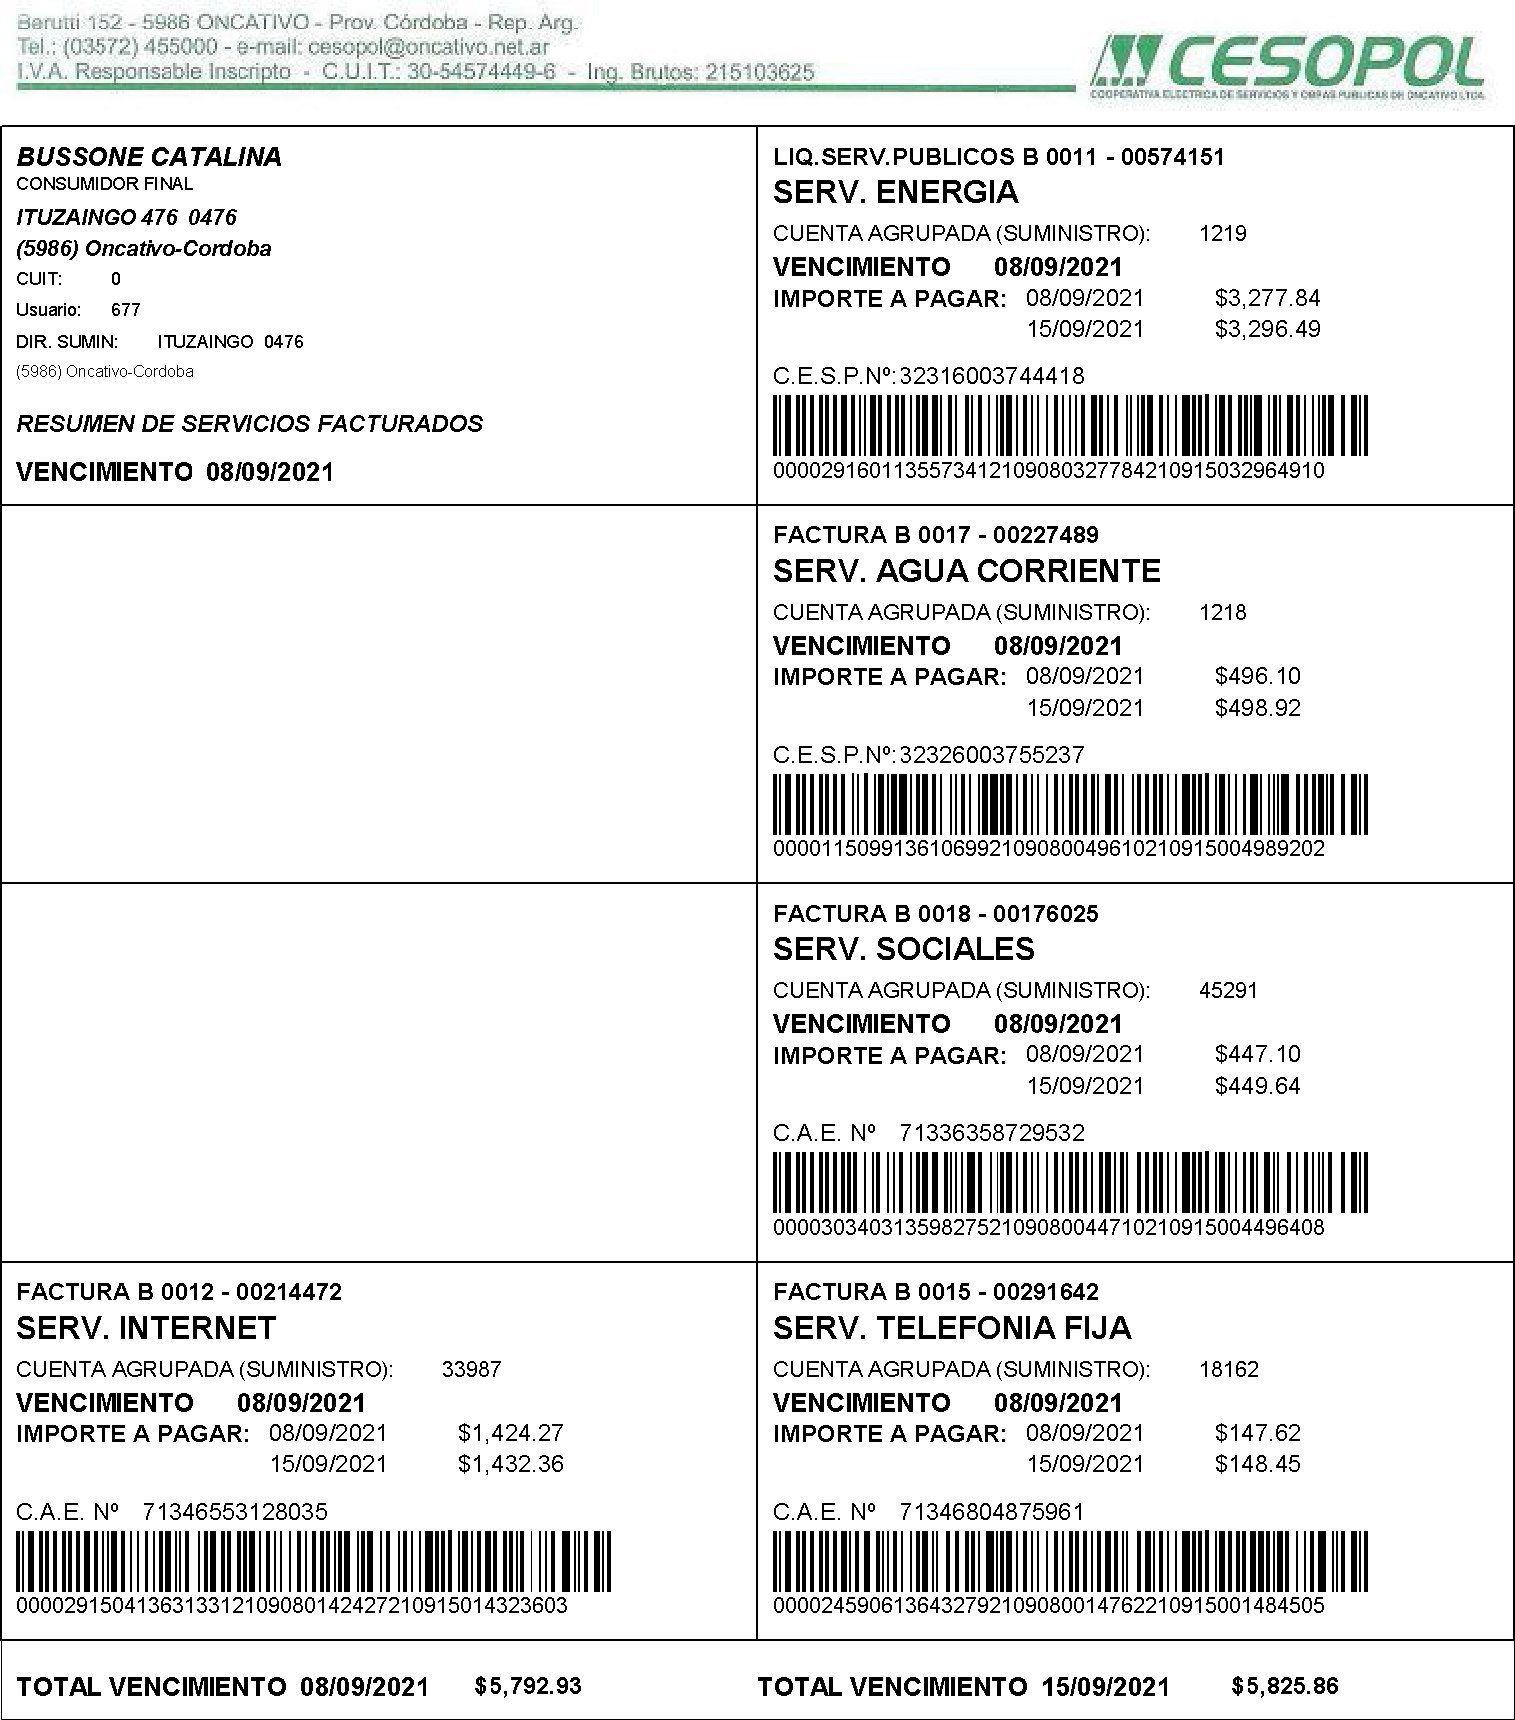 Berutti 152 - 5986 ONCATIVO - Prov. Córdoba - Rep. Arg.
Tel.: (03572) 455000 - e-mail: cesopol@oncativo.net.ar
I.V.A. Responsable Inscripto - C.U.I.T.: 30-54574449-6 - Ing. Brutos: 215103625
CESOPOL
COOPERATIVA ELECTRICA DE SERVICIOS Y OBRAS PUBLICAS DE ONCATIVO LTDA.
BUSSONE CATALINA
CONSUMIDOR FINAL
ITUZAINGO 476 0476
(5986) Oncativo-Cordoba
CUIT: 0
Usuario: 677
DIR. SUMIN: ITUZAINGO 0476
(5986) Oncativo-Cordoba
RESUMEN DE SERVICIOS FACTURADOS
VENCIMIENTO 08/09/2021
LIQ.SERV.PUBLICOS B 0011 - 00574151
SERV. ENERGIA
CUENTA AGRUPADA (SUMINISTRO): 1219
VENCIMIENTO 08/09/2021
IMPORTE A PAGAR: 08/09/2021 $3,277.84
15/09/2021 $3,296.49
C.E.S.P.Nº: 32316003744418
0000291601135573412109080327784210915032964910
FACTURA B 0017 - 00227489
SERV. AGUA CORRIENTE
CUENTA AGRUPADA (SUMINISTRO): 1218
VENCIMIENTO 08/09/2021
IMPORTE A PAGAR: 08/09/2021 $496.10
15/09/2021 $498.92
C.E.S.P.Nº: 32326003755237
0000115099136106992109080049610210915004989202
FACTURA B 0018 - 00176025
SERV. SOCIALES
CUENTA AGRUPADA (SUMINISTRO): 45291
VENCIMIENTO 08/09/2021
IMPORTE A PAGAR: 08/09/2021 $447.10
15/09/2021 $449.64
C.A.E. Nº 71336358729532
0000303403135982752109080044710210915004496408
FACTURA B 0012 - 00214472
SERV. INTERNET
CUENTA AGRUPADA (SUMINISTRO): 33987
VENCIMIENTO 08/09/2021
IMPORTE A PAGAR: 08/09/2021 $1,424.27
15/09/2021 $1,432.36
C.A.E. Nº 71346553128035
0000291504136313312109080142427210915014323603
FACTURA B 0015 - 00291642
SERV. TELEFONIA FIJA
CUENTA AGRUPADA (SUMINISTRO): 18162
VENCIMIENTO 08/09/2021
IMPORTE A PAGAR: 08/09/2021 $147.62
15/09/2021 $148.45
C.A.E. Nº 71346804875961
0000245906136432792109080014762210915001484505
TOTAL VENCIMIENTO 08/09/2021 $5,792.93
TOTAL VENCIMIENTO 15/09/2021 $5,825.86